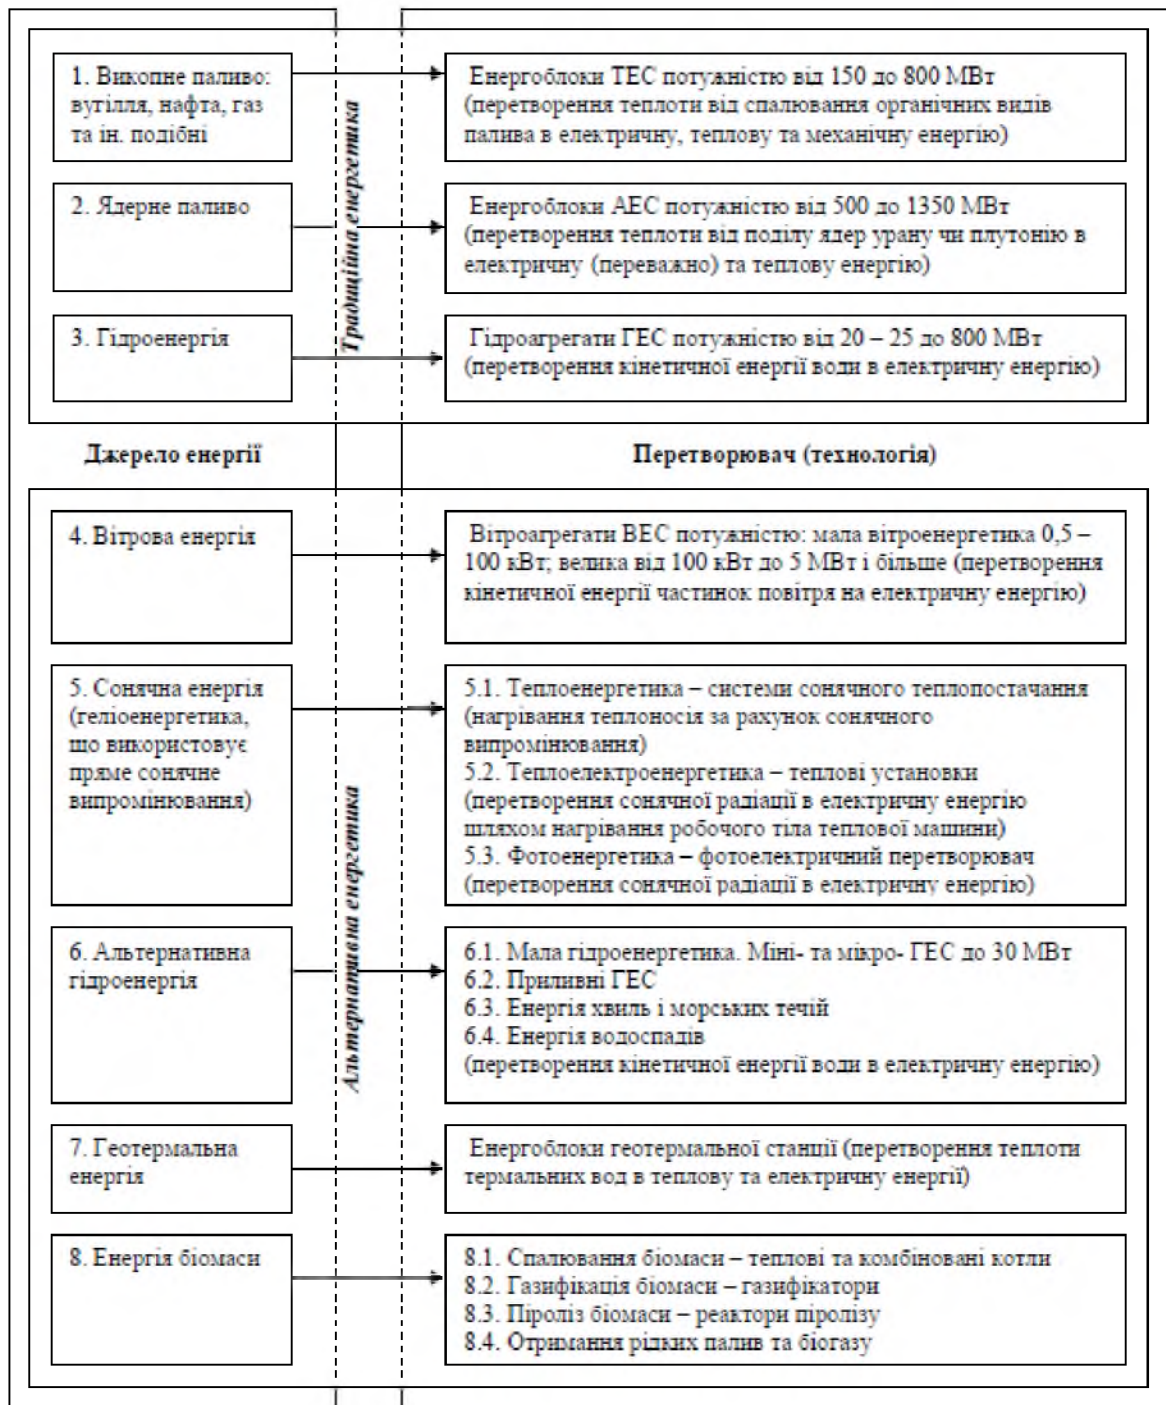 1. Викопне паливо:
вугілля, нафта, газ
та ін. подібні
Енергоблоки ТЕС потужністю від 150 до 800 МВт
(перетворення теплоти від спалювання органічних видів
палива в електричну, теплову та механічну енергію)
Традиційна енергетика
2. Ядерне паливо
Енергоблоки АЕС потужністю від 500 до 1350 МВт
(перетворення теплоти від поділу ядер урану чи плутонію в
електричну (переважно) та теплову енергію)
3. Гідроенергія
Гідроагрегати ГЕС потужністю від 20 – 25 до 800 МВт
(перетворення кінетичної енергії води в електричну енергію)
Джерело енергії
Перетворювач (технологія)
4. Вітрова енергія
Вітроагрегати ВЕС потужністю: мала вітроенергетика 0,5 –
100 кВт; велика від 100 кВт до 5 МВт і більше (перетворення
кінетичної енергії частинок повітря на електричну енергію)
5. Сонячна енергія
(геліоенергетика,
що використовує
пряме сонячне
випромінювання)
5.1. Теплоенергетика – системи сонячного теплопостачання
(нагрівання теплоносія за рахунок сонячного
випромінювання)
5.2. Теплоелектроенергетика – теплові установки
(перетворення сонячної радіації в електричну енергію
шляхом нагрівання робочого тіла теплової машини)
5.3. Фотоенергетика – фотоелектричний перетворювач
(перетворення сонячної радіації в електричну енергію)
Альтернативна енергетика
6. Альтернативна
гідроенергія
6.1. Мала гідроенергетика. Міні- та мікро- ГЕС до 30 МВт
6.2. Приливні ГЕС
6.3. Енергія хвиль і морських течій
6.4. Енергія водоспадів
(перетворення кінетичної енергії води в електричну енергію)
7. Геотермальна
енергія
Енергоблоки геотермальної станції (перетворення теплоти
термальних вод в теплову та електричну енергії)
8. Енергія біомаси
8.1. Спалювання біомаси – теплові та комбіновані котли
8.2. Газифікація біомаси – газифікатори
8.3. Піроліз біомаси – реактори піролізу
8.4. Отримання рідких палив та біогазу